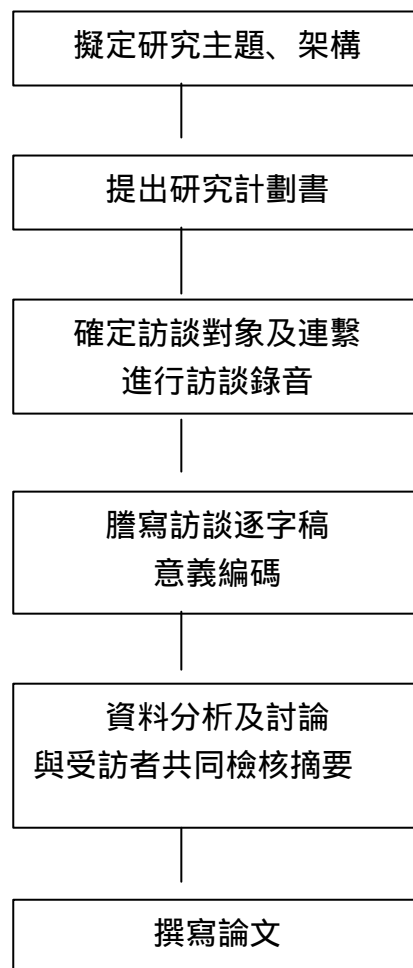 擬定研究主題、架構
提出研究計劃書
確定訪談對象及連繫
進行訪談錄音
謄寫訪談逐字稿
意義編碼
資料分析及討論
與受訪者共同檢核摘要
撰寫論文